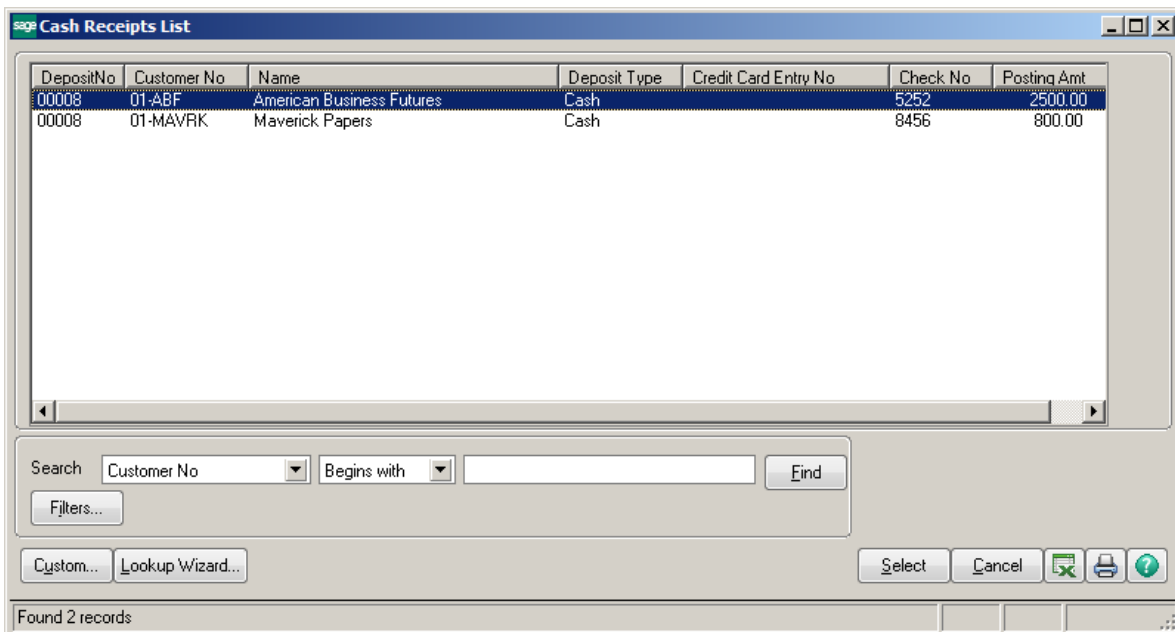 sage Cash Receipts List
DepositNo Customer No Name Deposit Type Credit Card Entry No Check No Posting Amt
00008 01-ABF American Business Futures Cash 5252 2500.00
00008 01-MAVRK Maverick Papers Cash 8456 800.00
Search Customer No Begins with Find
Filters...
Custom... Lookup Wizard... Select Cancel
Found 2 records